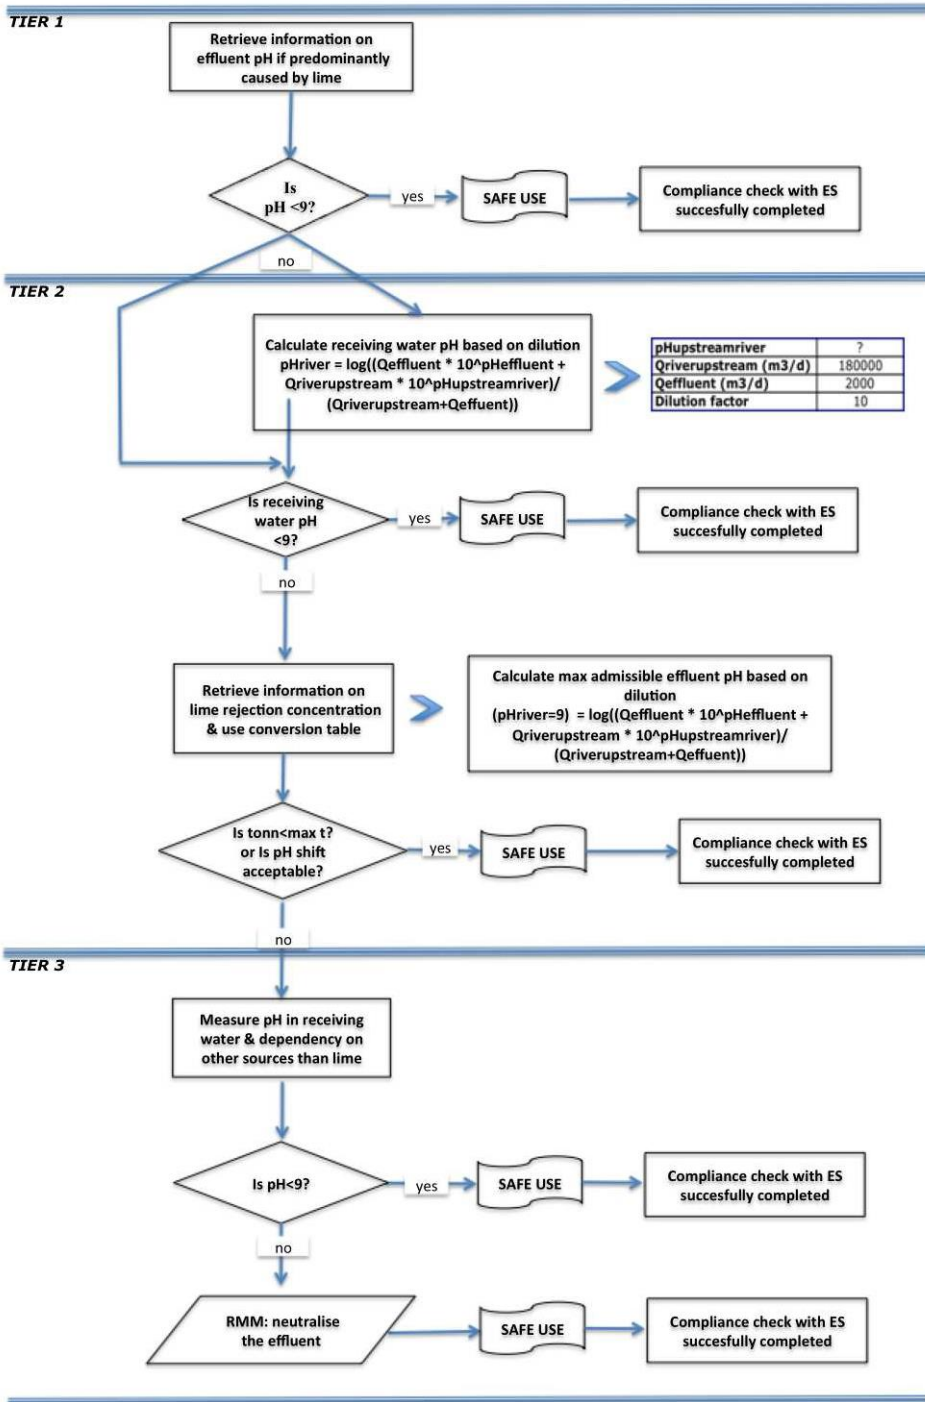 TIER 1
Retrieve information on
effluent pH if predominantly
caused by lime
Is
pH <9?
yes
SAFE USE
Compliance check with ES
succesfully completed
no
TIER 2
Calculate receiving water pH based on dilution
pHriver = log((Qeffluent * 10^pHeffluent +
Qriverupstream * 10^pHupstreamriver)/
(Qriverupstream+Qeffuent))
pHupstreamriver ?
Qriverupstream (m3/d) 180000
Qeffluent (m3/d) 2000
Dilution factor 10
Is receiving
water pH
<9?
yes
SAFE USE
Compliance check with ES
succesfully completed
no
Retrieve information on
lime rejection concentration
& use conversion table
Calculate max admissible effluent pH based on
dilution
(pHriver=9) = log((Qeffluent * 10^pHeffluent +
Qriverupstream * 10^pHupstreamriver)/
(Qriverupstream+Qeffuent))
Is tonn<max t?
or Is pH shift
acceptable?
yes
SAFE USE
Compliance check with ES
succesfully completed
no
TIER 3
Measure pH in receiving
water & dependency on
other sources than lime
Is pH<9?
yes
SAFE USE
Compliance check with ES
succesfully completed
no
RMM: neutralise
the effluent
SAFE USE
Compliance check with ES
succesfully completed